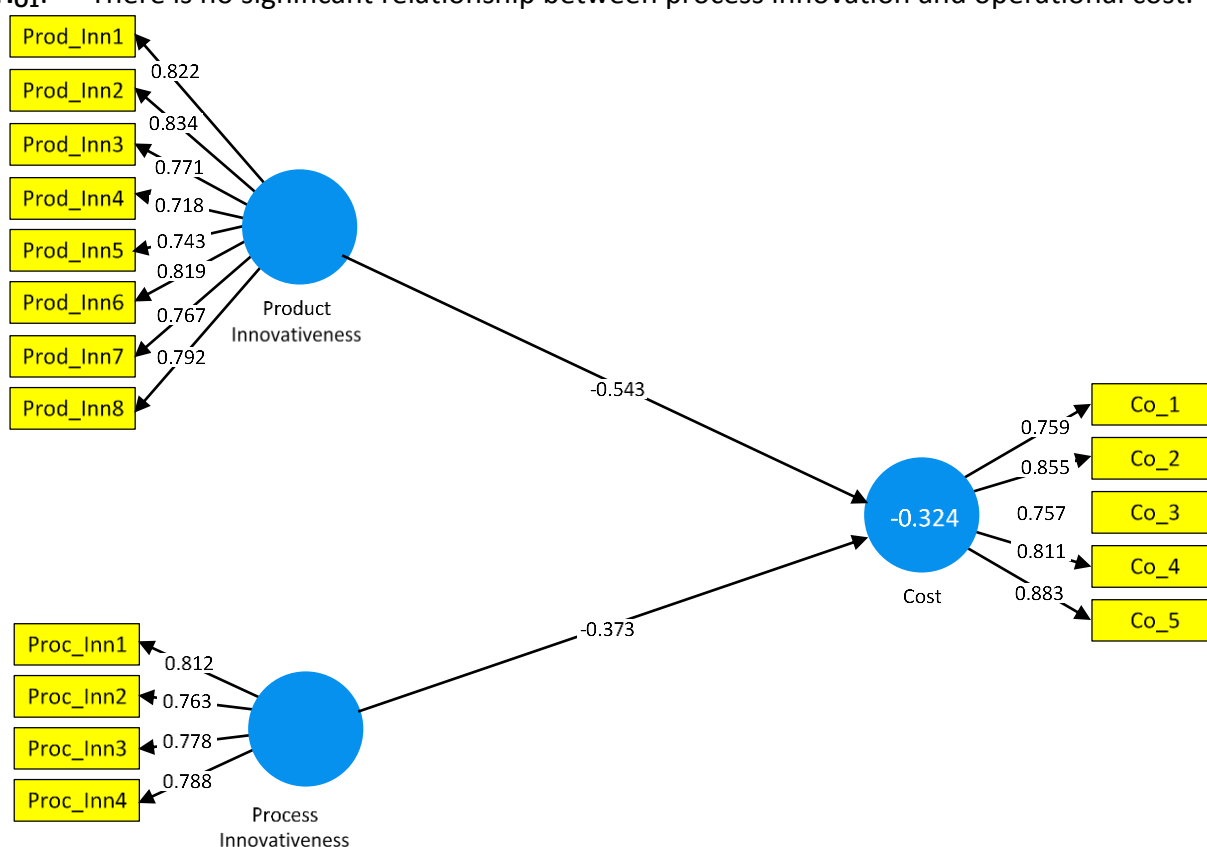 There is no significant relationship between process innovation and operational cost.
Prod_Inn1
0.822
Prod_Inn2
0.834
Prod_Inn3
0.771
Prod_Inn4
0.718
Prod_Inn5
0.743
Prod_Inn6
0.819
Prod_Inn7
0.767
Prod_Inn8
0.792
Product
Innovativeness
-0.543
Co_1
0.759
Co_2
0.855
Co_3
0.757
Co_4
0.811
Co_5
0.883
-0.324
Cost
-0.373
Proc_Inn1
0.812
Proc_Inn2
0.763
Proc_Inn3
0.778
Proc_Inn4
0.788
Process
Innovativeness